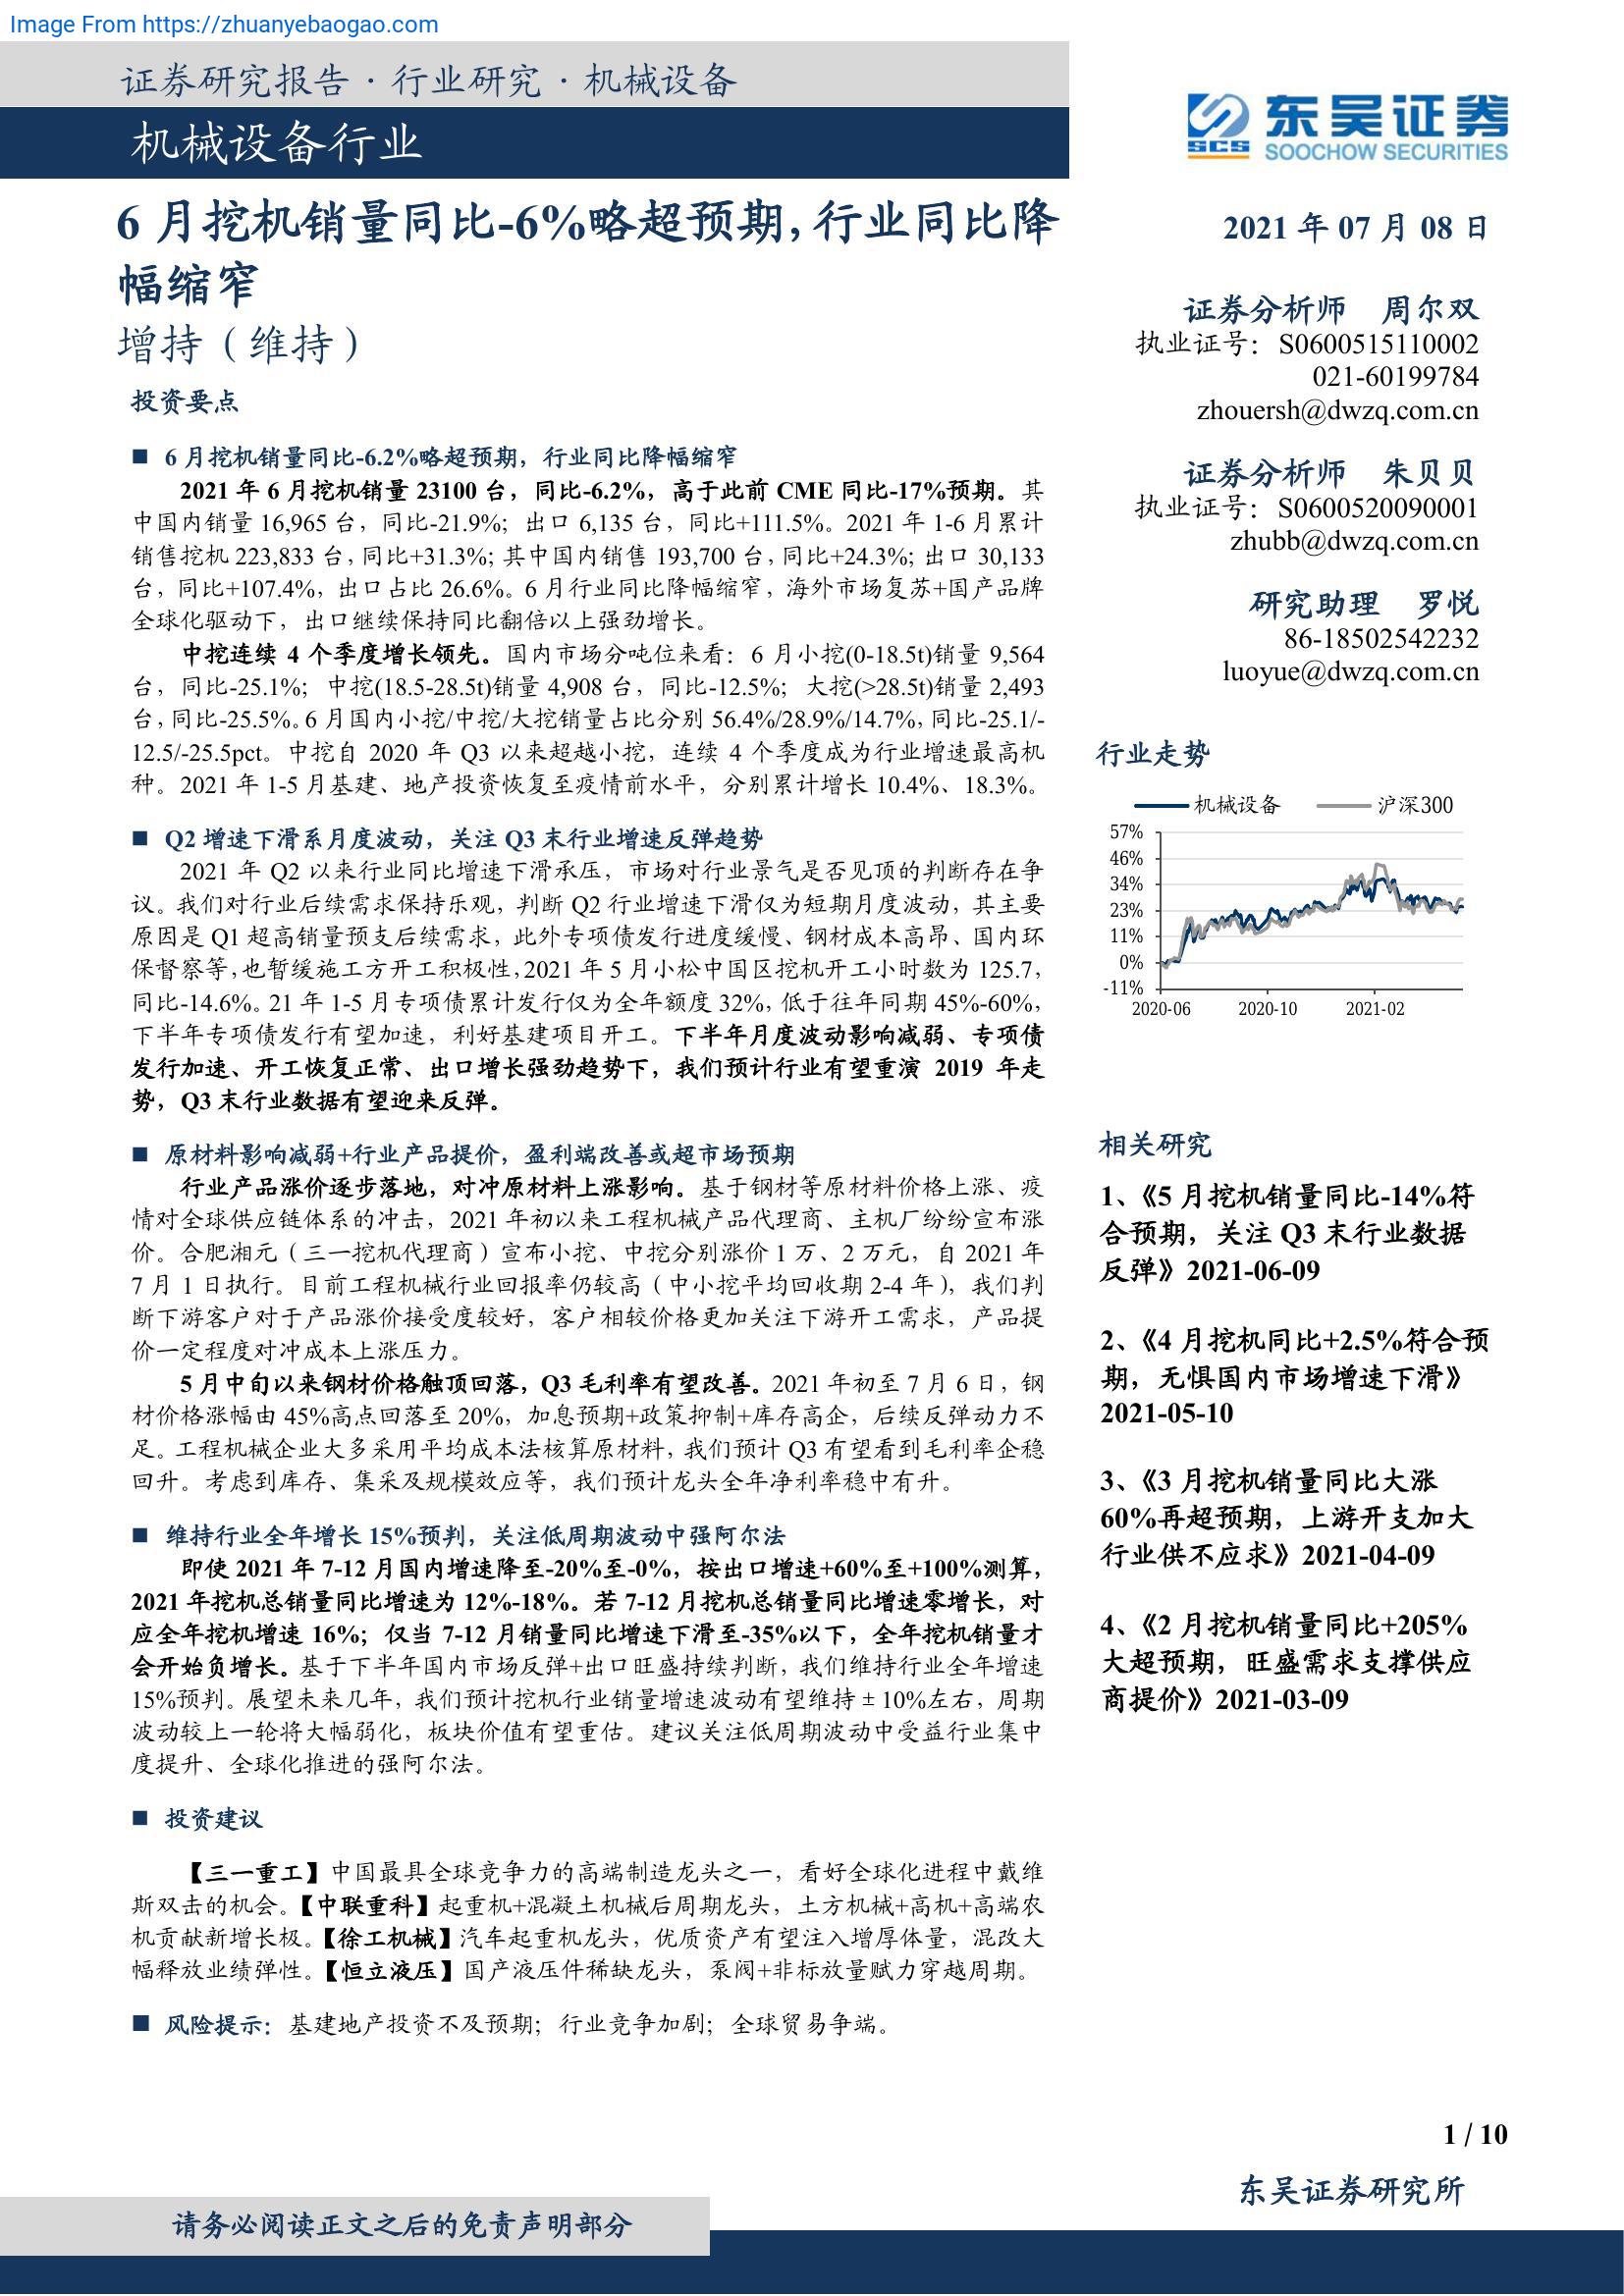 Image From https://zhuanyebaogao.com
证券研究报告·行业研究·机械设备
机械设备行业
SCS
东吴证券
SOOCHOW SECURITIES
6 月挖机销量同比-6%略超预期，行业同比降
幅缩窄
增持（维持）
投资要点
■ 6 月挖机销量同比-6.2%略超预期，行业同比降幅缩窄
2021 年 6 月挖机销量 23100 台，同比-6.2%，高于此前 CME 同比-17%预期。其
中国内销量 16,965 台，同比-21.9%；出口 6,135 台，同比+111.5%。2021 年 1-6 月累计
销售挖机 223,833 台，同比+31.3%；其中国内销售 193,700 台，同比+24.3%；出口 30,133
台，同比+107.4%，出口占比 26.6%。6 月行业同比降幅缩窄，海外市场复苏+国产品牌
全球化驱动下，出口继续保持同比翻倍以上强劲增长。
中挖连续 4 个季度增长领先。国内市场分吨位来看：6 月小挖(0-18.5t)销量 9,564
台，同比-25.1%；中挖(18.5-28.5t)销量 4,908 台，同比-12.5%；大挖(>28.5t)销量 2,493
台，同比-25.5%。6 月国内小挖/中挖/大挖销量占比分别 56.4%/28.9%/14.7%，同比-25.1/-
12.5/-25.5pct。中挖自 2020 年 Q3 以来超越小挖，连续 4 个季度成为行业增速最高机
种。2021 年 1-5 月基建、地产投资恢复至疫情前水平，分别累计增长 10.4%、18.3%。
■ Q2 增速下滑系月度波动，关注 Q3 末行业增速反弹趋势
2021 年 Q2 以来行业同比增速下滑承压，市场对行业景气是否见顶的判断存在争
议。我们对行业后续需求保持乐观，判断 Q2 行业增速下滑仅为短期月度波动，其主要
原因是 Q1 超高销量预支后续需求，此外专项债发行进度缓慢、钢材成本高昂、国内环
保督察等，也暂缓施工方开工积极性，2021 年 5 月小松中国区挖机开工小时数为 125.7，
同比-14.6%。21 年 1-5 月专项债累计发行仅为全年额度 32%，低于往年同期 45%-60%，
下半年专项债发行有望加速，利好基建项目开工。下半年月度波动影响减弱、专项债
发行加速、开工恢复正常、出口增长强劲趋势下，我们预计行业有望重演 2019 年走
势，Q3 末行业数据有望迎来反弹。
■ 原材料影响减弱+行业产品提价，盈利端改善或超市场预期
行业产品涨价逐步落地，对冲原材料上涨影响。基于钢材等原材料价格上涨、疫
情对全球供应链体系的冲击，2021 年初以来工程机械产品代理商、主机厂纷纷宣布涨
价。合肥湘元（三一挖机代理商）宣布小挖、中挖分别涨价 1 万、2 万元，自 2021 年
7 月 1 日执行。目前工程机械行业回报率仍较高（中小挖平均回收期 2-4 年），我们判
断下游客户对于产品涨价接受度较好，客户相较价格更加关注下游开工需求，产品提
价一定程度对冲成本上涨压力。
5 月中旬以来钢材价格触顶回落，Q3 毛利率有望改善。2021 年初至 7 月 6 日，钢
材价格涨幅由 45%高点回落至 20%，加息预期+政策抑制+库存高企，后续反弹动力不
足。工程机械企业大多采用平均成本法核算原材料，我们预计 Q3 有望看到毛利率企稳
回升。考虑到库存、集采及规模效应等，我们预计龙头全年净利率稳中有升。
■ 维持行业全年增长 15%预判，关注低周期波动中强阿尔法
即使 2021 年 7-12 月国内增速降至-20%至-0%，按出口增速+60%至+100%测算，
2021 年挖机总销量同比增速为 12%-18%。若 7-12 月挖机总销量同比增速零增长，对
应全年挖机增速 16%；仅当 7-12 月销量同比增速下滑至-35%以下，全年挖机销量才
会开始负增长。基于下半年国内市场反弹+出口旺盛持续判断，我们维持行业全年增速
15%预判。展望未来几年，我们预计挖机行业销量增速波动有望维持±10%左右，周期
波动较上一轮将大幅弱化，板块价值有望重估。建议关注低周期波动中受益行业集中
度提升、全球化推进的强阿尔法。
■ 投资建议
【三一重工】中国最具全球竞争力的高端制造龙头之一，看好全球化进程中戴维
斯双击的机会。【中联重科】起重机+混凝土机械后周期龙头，土方机械+高机+高端农
机贡献新增长极。【徐工机械】汽车起重机龙头，优质资产有望注入增厚体量，混改大
幅释放业绩弹性。【恒立液压】国产液压件稀缺龙头，泵阀+非标放量赋力穿越周期。
■ 风险提示：基建地产投资不及预期；行业竞争加剧；全球贸易争端。
2021 年 07 月 08 日
证券分析师 周尔双
执业证号：S0600515110002
021-60199784
zhouersh@dwzq.com.cn
证券分析师 朱贝贝
执业证号：S0600520090001
zhubb@dwzq.com.cn
研究助理 罗悦
86-18502542232
luoyue@dwzq.com.cn
行业走势
机械设备 沪深300
57%
46%
34%
23%
11%
0%
-11%
2020-06 2020-10 2021-02
相关研究
1、《5 月挖机销量同比-14%符
合预期，关注 Q3 末行业数据
反弹》2021-06-09
2、《4 月挖机同比+2.5%符合预
期，无惧国内市场增速下滑》
2021-05-10
3、《3 月挖机销量同比大涨
60%再超预期，上游开支加大
行业供不应求》2021-04-09
4、《2 月挖机销量同比+205%
大超预期，旺盛需求支撑供应
商提价》2021-03-09
1 / 10
东吴证券研究所
请务必阅读正文之后的免责声明部分